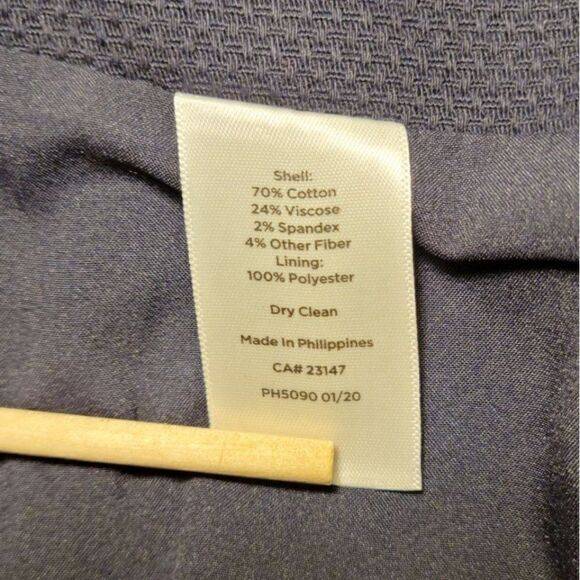 Shell:
70% Cotton
24% Viscose
2% Spandex
4% Other Fiber
Lining:
100% Polyester
Dry Clean
Made In Philippines
CA# 23147
PH5090 01/20